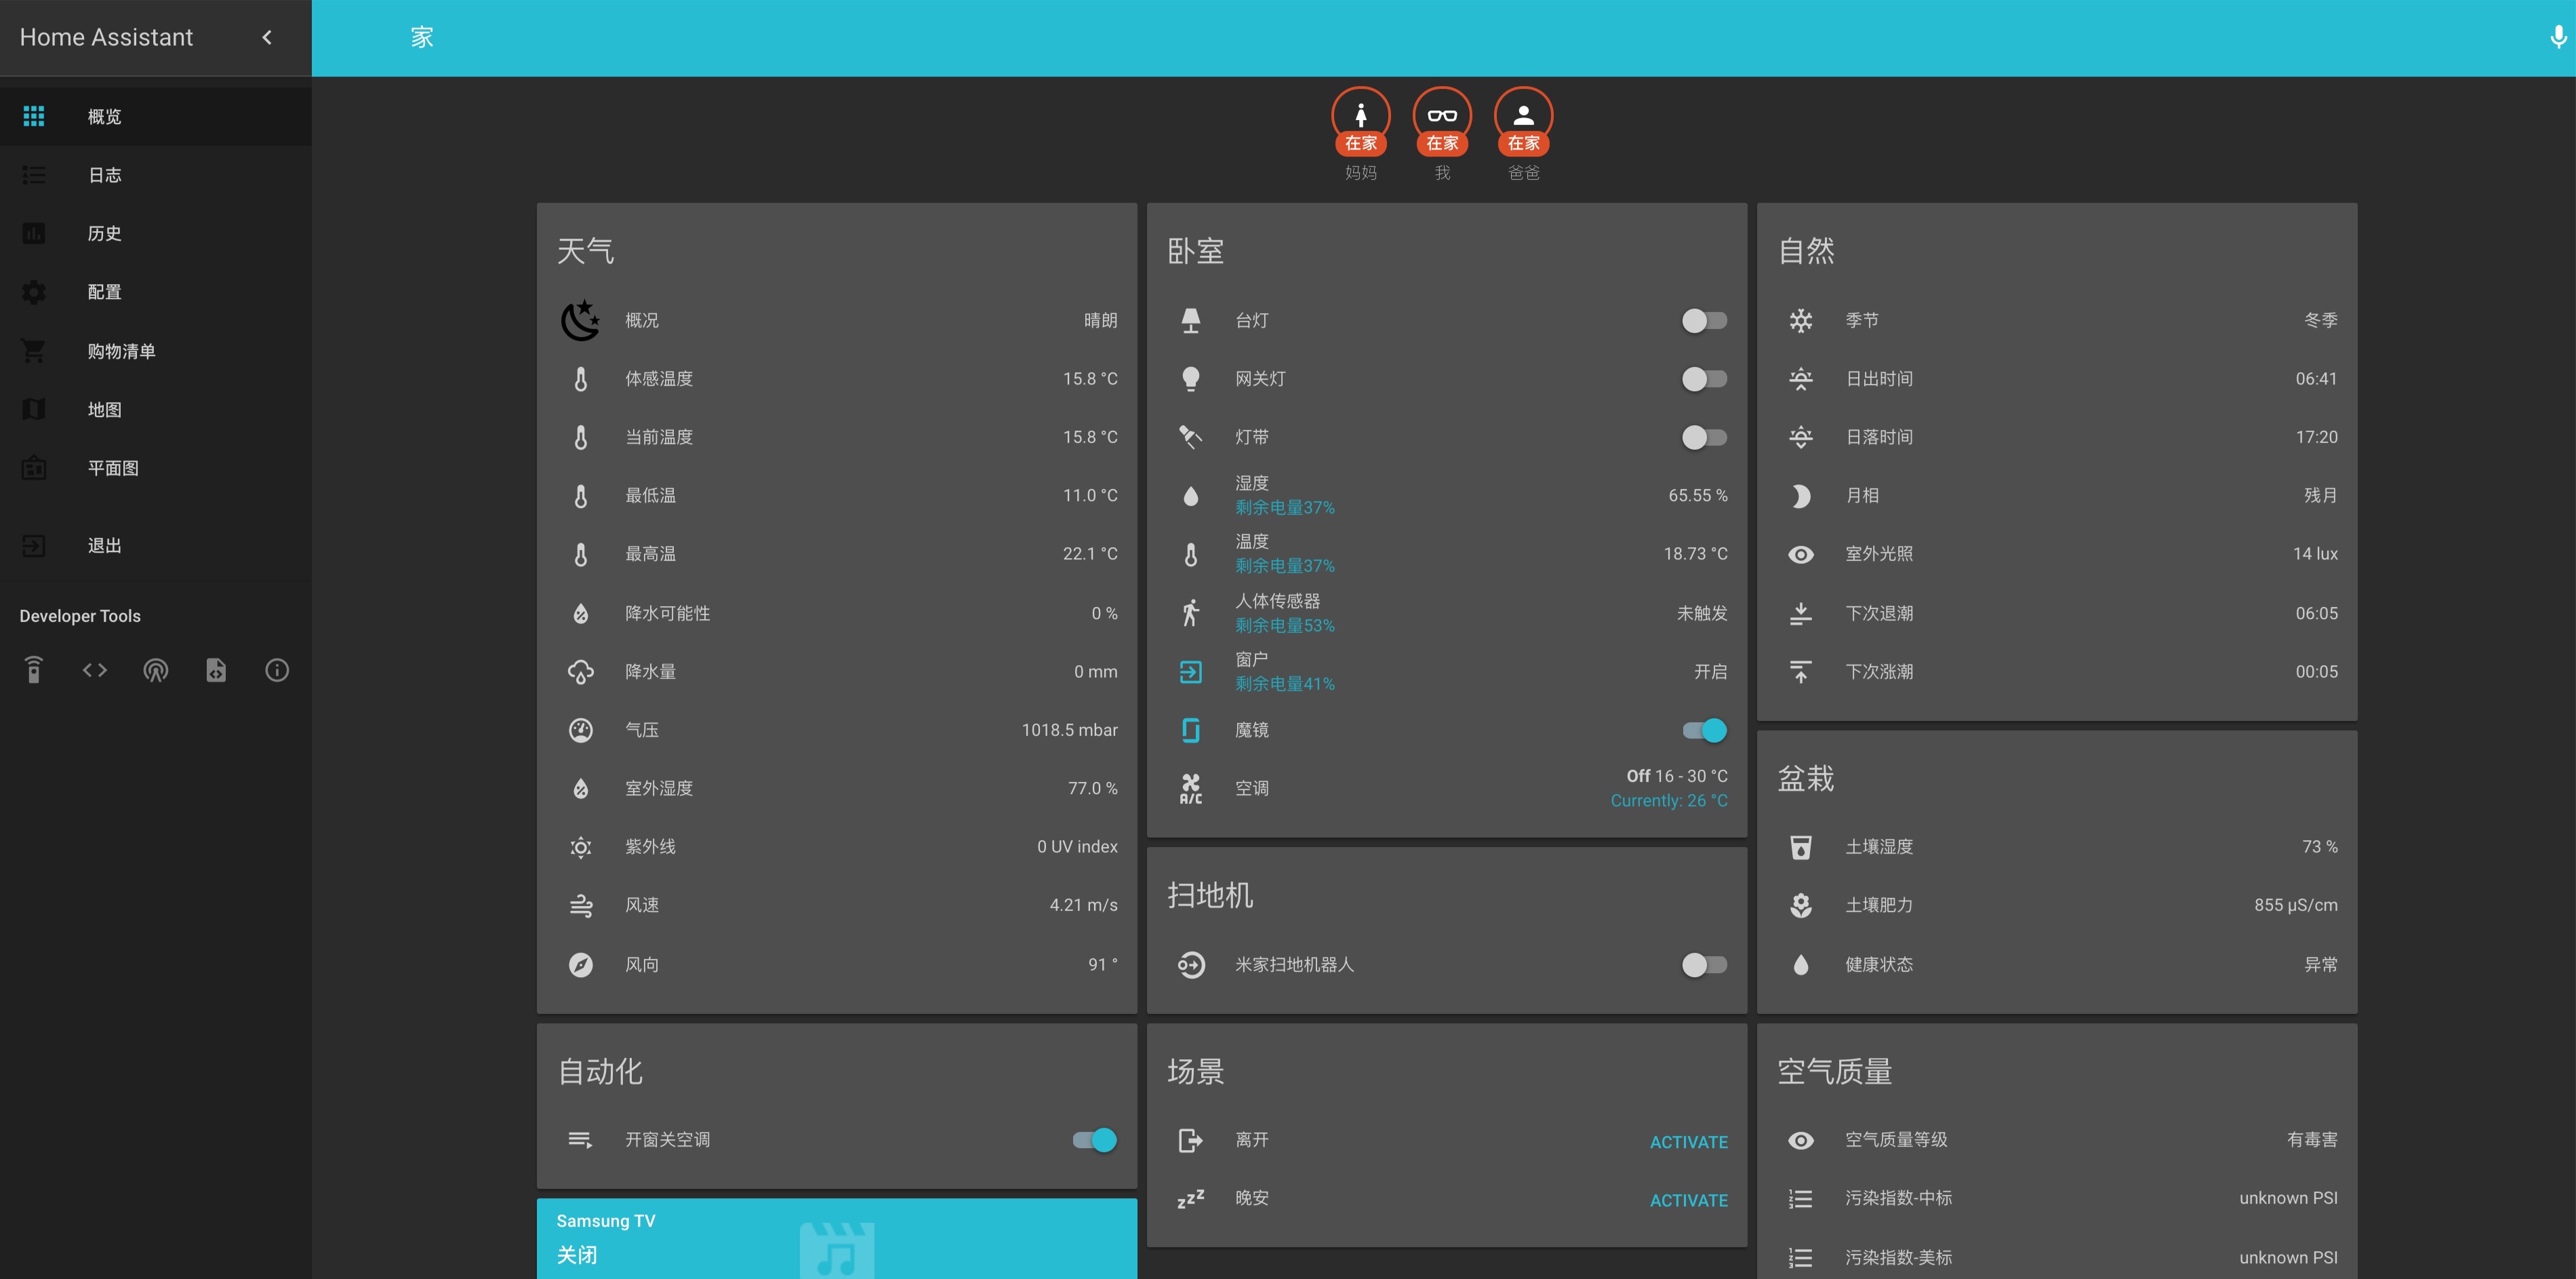 Home Assistant
家
概览
日志
历史
配置
购物清单
地图
平面图
退出
Developer Tools
在家
妈妈
在家
我
在家
爸爸
天气
概况 晴朗
体感温度 15.8 °C
当前温度 15.8 °C
最低温 11.0 °C
最高温 22.1 °C
降水可能性 0 %
降水量 0 mm
气压 1018.5 mbar
室外湿度 77.0 %
紫外线 0 UV index
风速 4.21 m/s
风向 91 °
自动化
开窗关空调
Samsung TV
关闭
卧室
台灯
网关灯
灯带
湿度 65.55 %
剩余电量37%
温度 18.73 °C
剩余电量37%
人体传感器 未触发
剩余电量53%
窗户 开启
剩余电量41%
魔镜
A/C 空调 Off 16 - 30 °C
Currently: 26 °C
扫地机
米家扫地机器人
场景
离开 ACTIVATE
晚安 ACTIVATE
自然
季节 冬季
日出时间 06:41
日落时间 17:20
月相 残月
室外光照 14 lux
下次退潮 06:05
下次涨潮 00:05
盆栽
土壤湿度 73 %
土壤肥力 855 µS/cm
健康状态 异常
空气质量
空气质量等级 有毒害
污染指数-中标 unknown PSI
污染指数-美标 unknown PSI